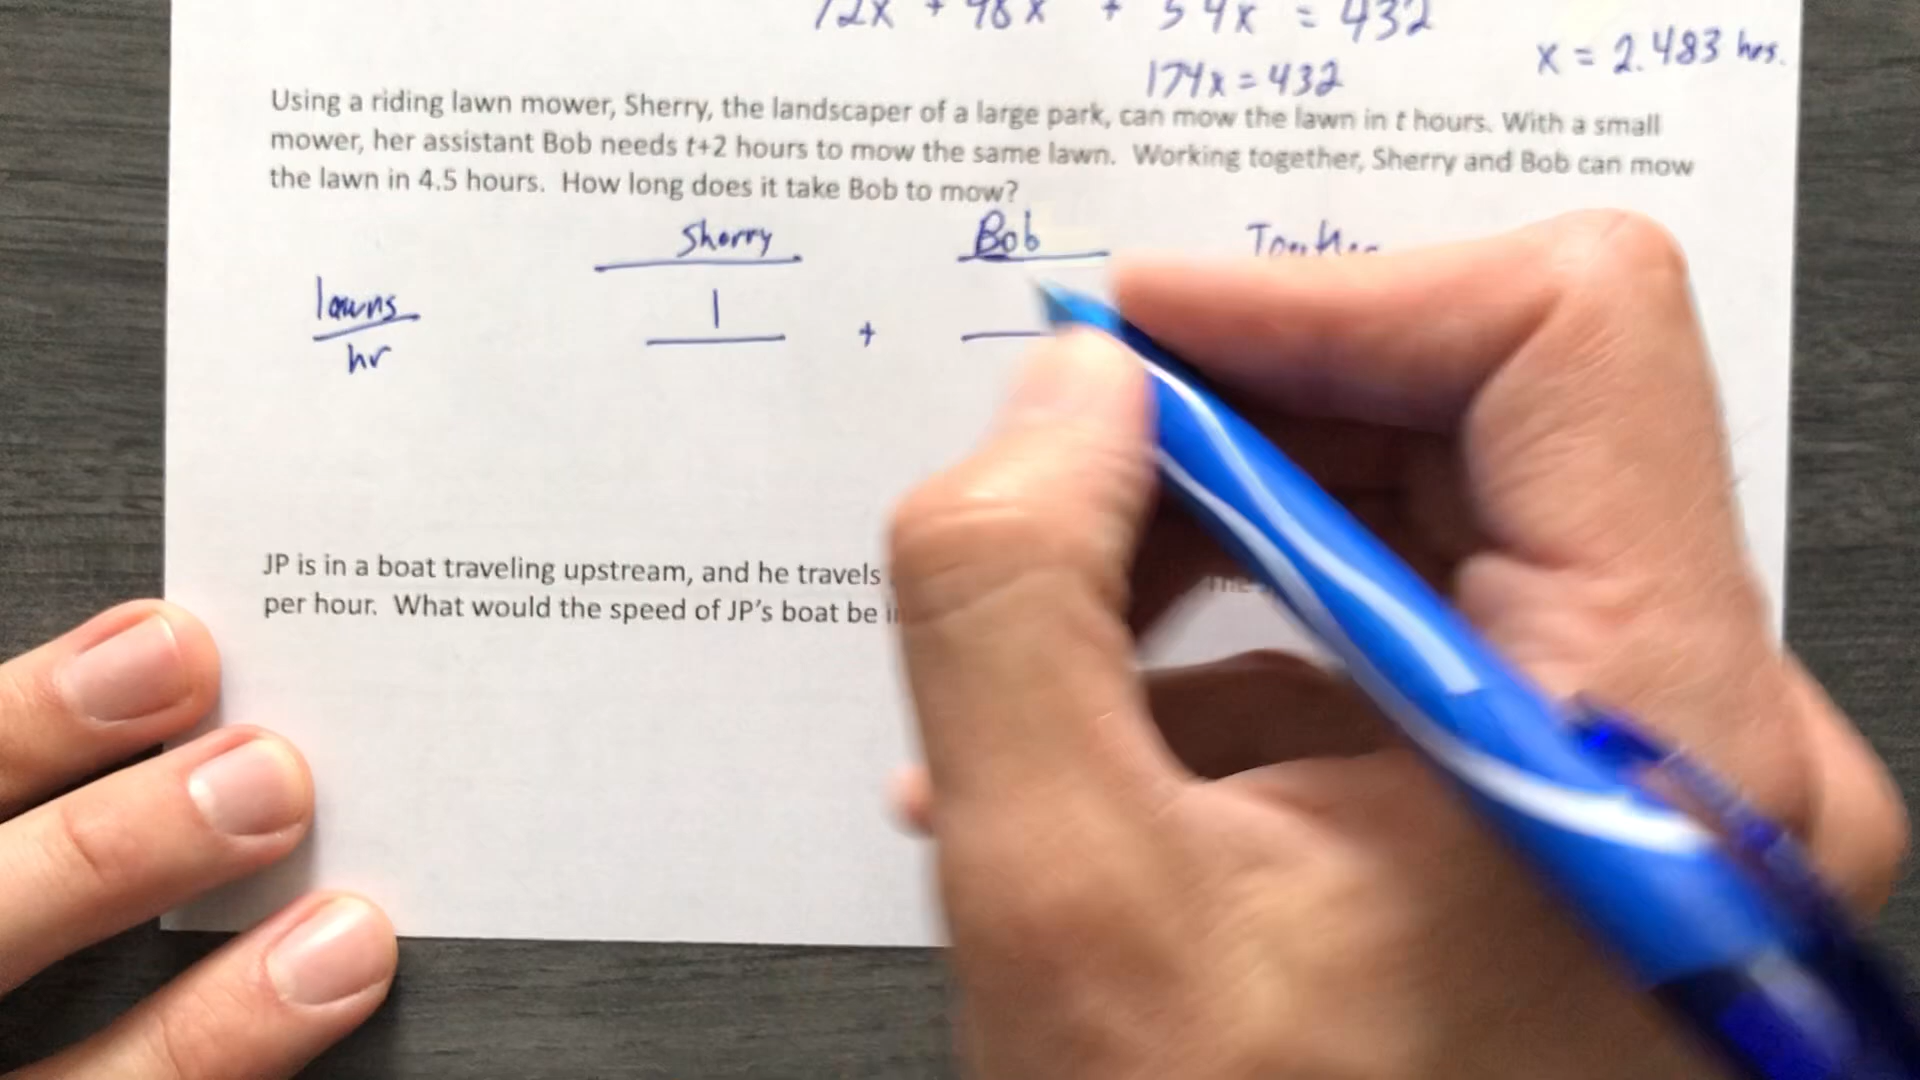 72x + 48x + 54x = 432
174x = 432
x = 2.483 hrs.
Using a riding lawn mower, Sherry, the landscaper of a large park, can mow the lawn in t hours. With a small
mower, her assistant Bob needs t+2 hours to mow the same lawn. Working together, Sherry and Bob can mow
the lawn in 4.5 hours. How long does it take Bob to mow?
Sherry Bob
lawns 1
+
hr
JP is in a boat traveling upstream, and he travels
per hour. What would the speed of JP's boat be